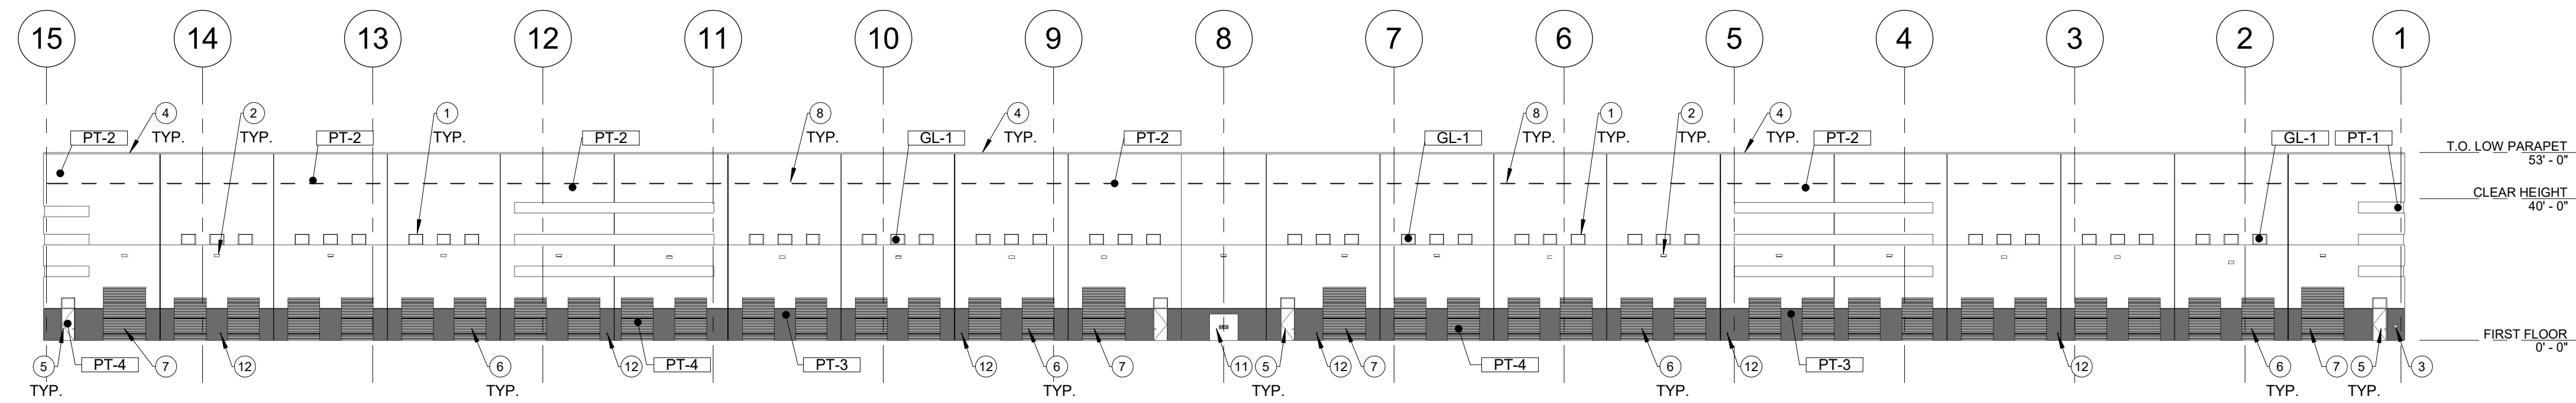 15 14 13 12 11 10 9 8 7 6 5 4 3 2 1
4 2 1 8 4 8 1 2 4
PT-2 TYP. TYP. PT-2 TYP. PT-2 TYP. GL-1 TYP. PT-2 GL-1 TYP. TYP. TYP. TYP. PT-2 GL-1 PT-1
T.O. LOW PARAPET
53' - 0"
CLEAR HEIGHT
40' - 0"
FIRST FLOOR
0' - 0"
5 PT-4 7 12 6 12 PT-4 PT-3 12 6 7 11 5 12 7 PT-4 6 12 PT-3 12 6 7 5 3
TYP. TYP. TYP. TYP. TYP. TYP. TYP.